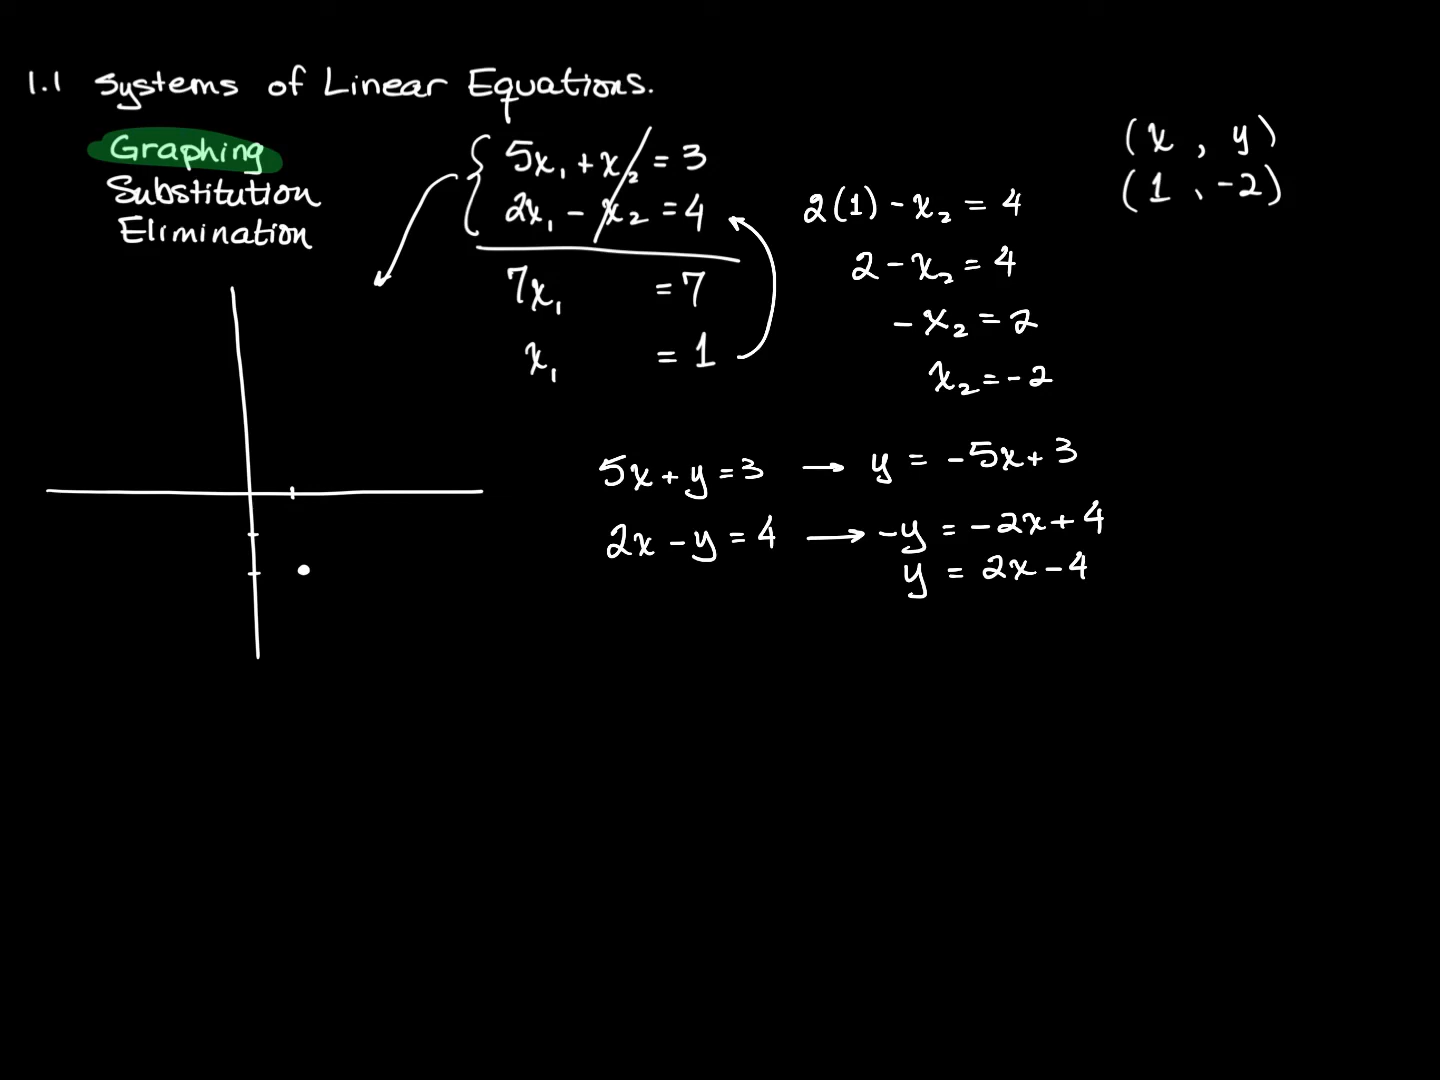 1.1 Systems of Linear Equations.
Graphing
Substitution
Elimination
5x₁ + x₂ = 3
2x₁ - x₂ = 4
7x₁ = 7
x₁ = 1
2(1) - x₂ = 4
2 - x₂ = 4
- x₂ = 2
x₂ = -2
(x, y)
(1, -2)
5x + y = 3 → y = -5x + 3
2x - y = 4 → -y = -2x + 4
y = 2x - 4